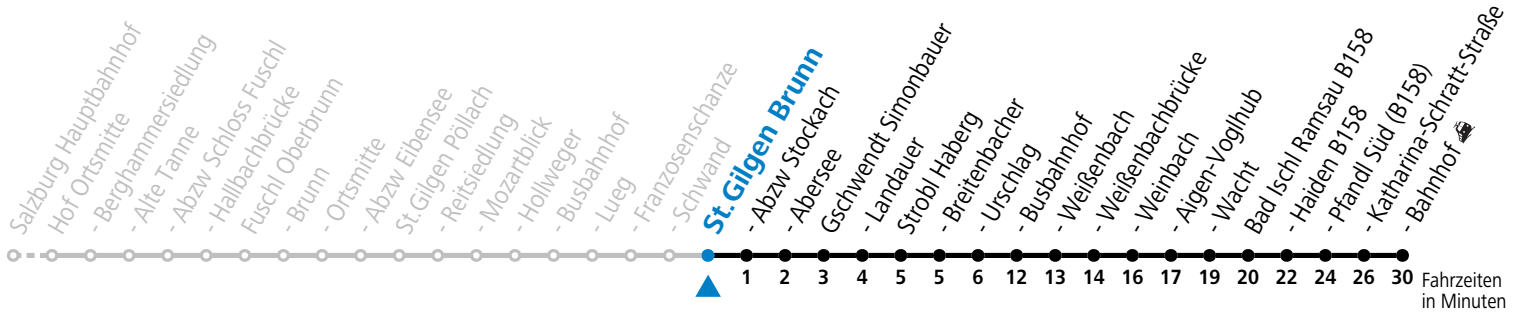 Salzburg Hauptbahnhof
Hof Ortsmitte
- Berghammersiedlung
- Alte Tanne
- Abzw Schloss Fuschl
- Hallbachbrücke
Fuschl Oberbrunn
- Brunn
- Ortsmitte
- Abzw Eibensee
St.Gilgen Pöllach
- Reitsiedlung
- Mozartblick
- Hollweger
- Busbahnhof
- Lueg
- Franzosenschanze
- Schwand
St.Gilgen Brunn
- Abzw Stockach
- Abersee
Gschwendt Simonbauer
- Landauer
Strobl Haberg
- Breitenbacher
- Urschlag
- Busbahnhof
- Weißenbach
- Weißenbachbrücke
- Weinbach
- Aigen-Voglhub
- Wacht
Bad Ischl Ramsau B158
- Haiden B158
- Pfandl Süd (B158)
- Katharina-Schratt-Straße
- Bahnhof
1 2 3 4 5 5 6 12 13 14 16 17 19 20 22 24 26 30 Fahrzeiten
in Minuten